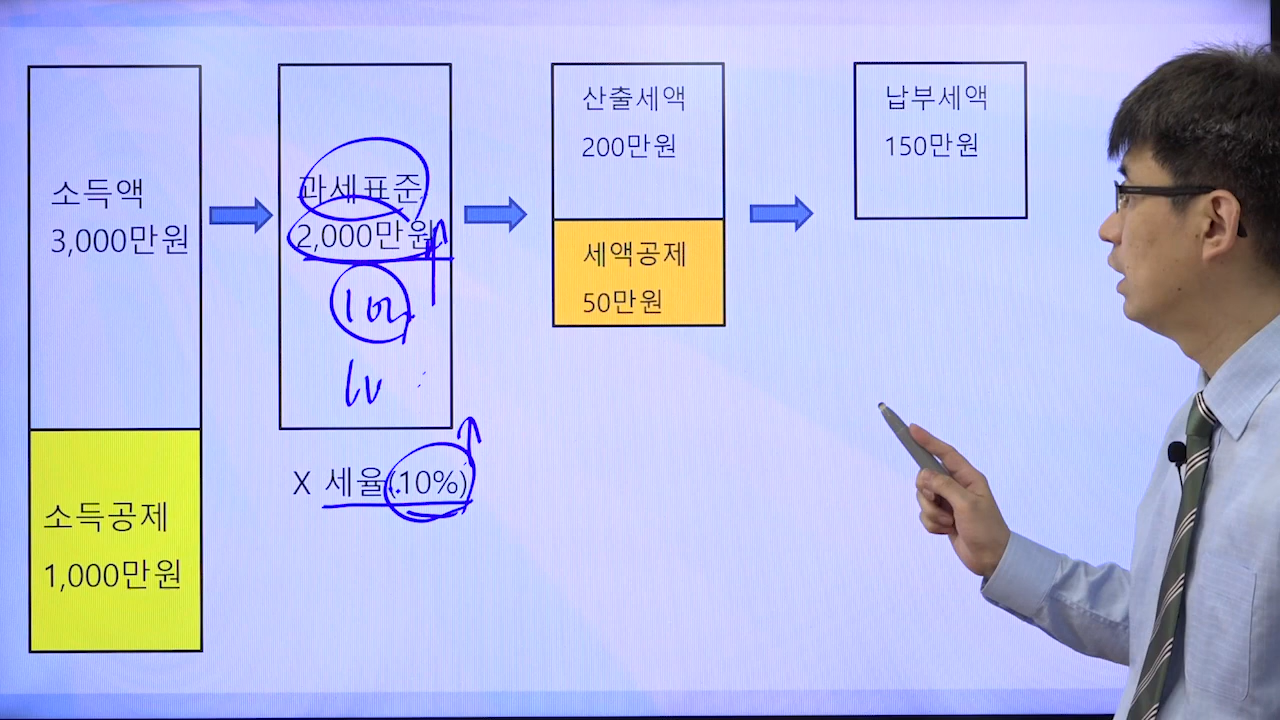 소득액
3,000만원
소득공제
1,000만원
과세표준
2,000만원
1억
X 세율(10%)
산출세액
200만원
세액공제
50만원
납부세액
150만원